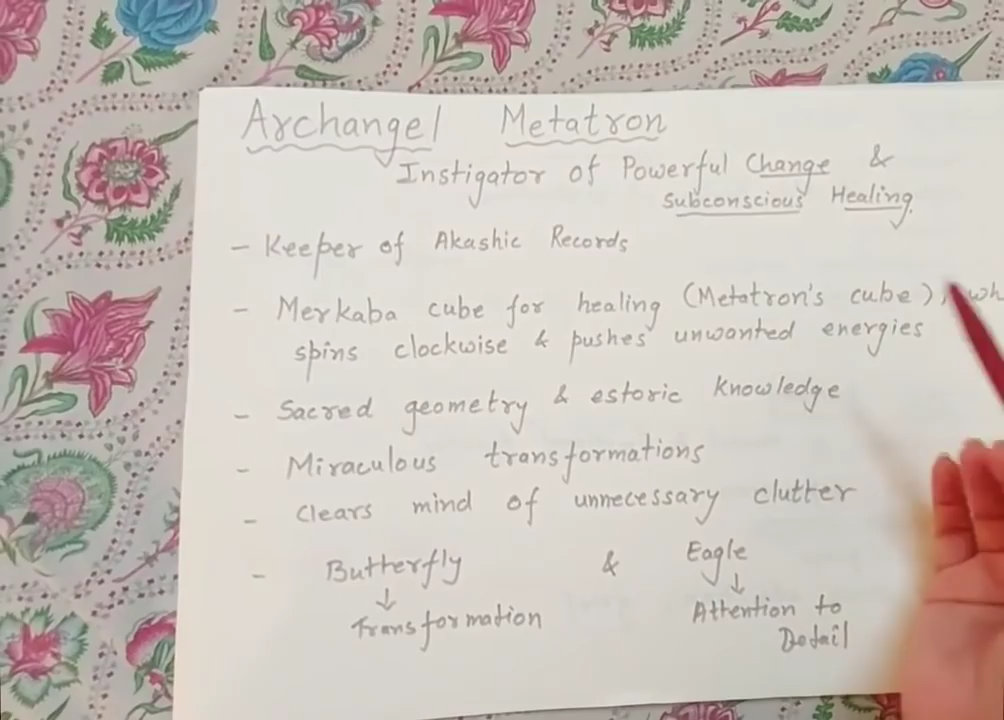 Archangel Metatron
Instigator of Powerful Change &
Subconscious Healing.
- Keeper of Akashic Records
- Merkaba cube for healing (Metatron's cube),
spins clockwise & pushes unwanted energies
- Sacred geometry & estoric knowledge
- Miraculous transformations
- Clears mind of unnecessary clutter
- Butterfly & Eagle
↓ ↓
Transformation Attention to
Detail